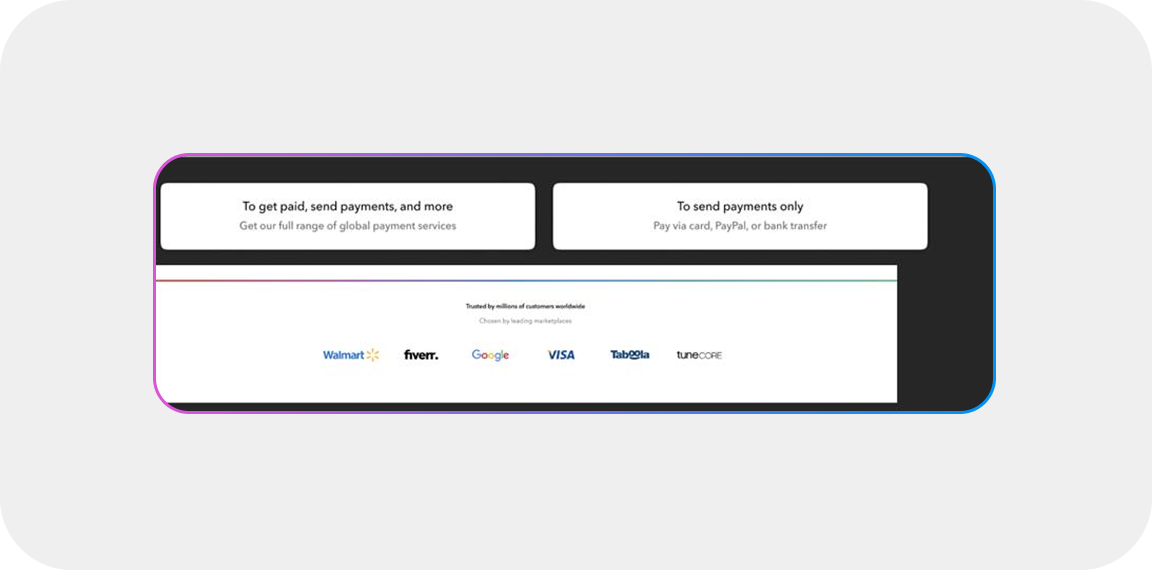 To get paid, send payments, and more
Get our full range of global payment services
To send payments only
Pay via card, PayPal, or bank transfer
Trusted by millions of customers worldwide
Chosen by leading marketplaces
Walmart fiverr. Google VISA Taboola tunecore